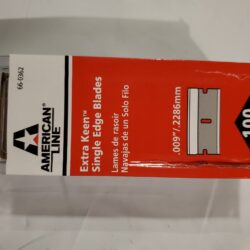 66-0362
AMERICAN®
LINE
Extra Keen™
Single Edge Blades
Lames de rasoir
Navajas de un Solo Filo
.009"/.2286mm
100